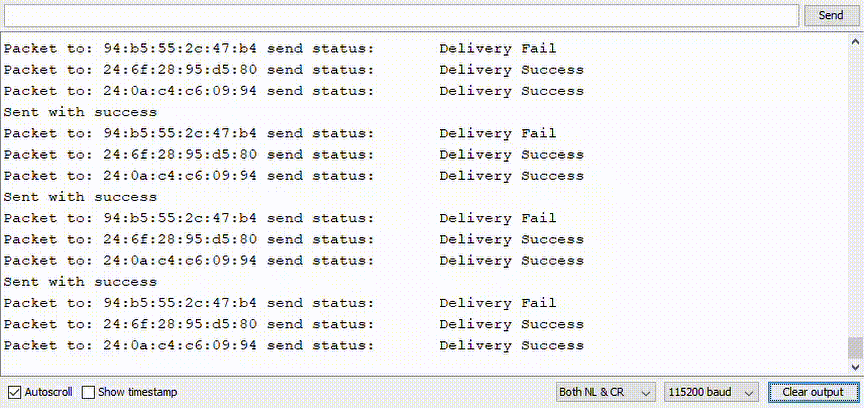 Send
Packet to: 94:b5:55:2c:47:b4 send status: Delivery Fail
Packet to: 24:6f:28:95:d5:80 send status: Delivery Success
Packet to: 24:0a:c4:c6:09:94 send status: Delivery Success
Sent with success
Packet to: 94:b5:55:2c:47:b4 send status: Delivery Fail
Packet to: 24:6f:28:95:d5:80 send status: Delivery Success
Packet to: 24:0a:c4:c6:09:94 send status: Delivery Success
Sent with success
Packet to: 94:b5:55:2c:47:b4 send status: Delivery Fail
Packet to: 24:6f:28:95:d5:80 send status: Delivery Success
Packet to: 24:0a:c4:c6:09:94 send status: Delivery Success
Sent with success
Packet to: 94:b5:55:2c:47:b4 send status: Delivery Fail
Packet to: 24:6f:28:95:d5:80 send status: Delivery Success
Packet to: 24:0a:c4:c6:09:94 send status: Delivery Success
Autoscroll Show timestamp Both NL & CR 115200 baud Clear output